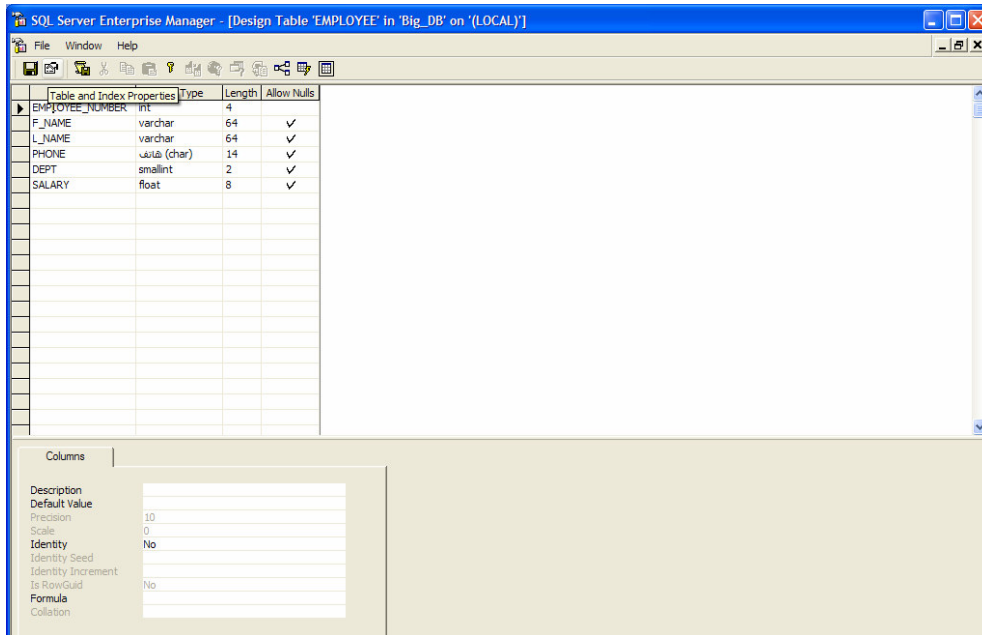 SQL Server Enterprise Manager - [Design Table 'EMPLOYEE' in 'Big_DB' on '(LOCAL)']
File Window Help
Table and Index Properties Type Length Allow Nulls
EMPLOYEE_NUMBER int 4
F_NAME varchar 64
L_NAME varchar 64
PHONE هاتف (char) 14
DEPT smallint 2
SALARY float 8
Columns
Description
Default Value
Precision 10
Scale 0
Identity No
Identity Seed
Identity Increment
Is RowGuid No
Formula
Collation